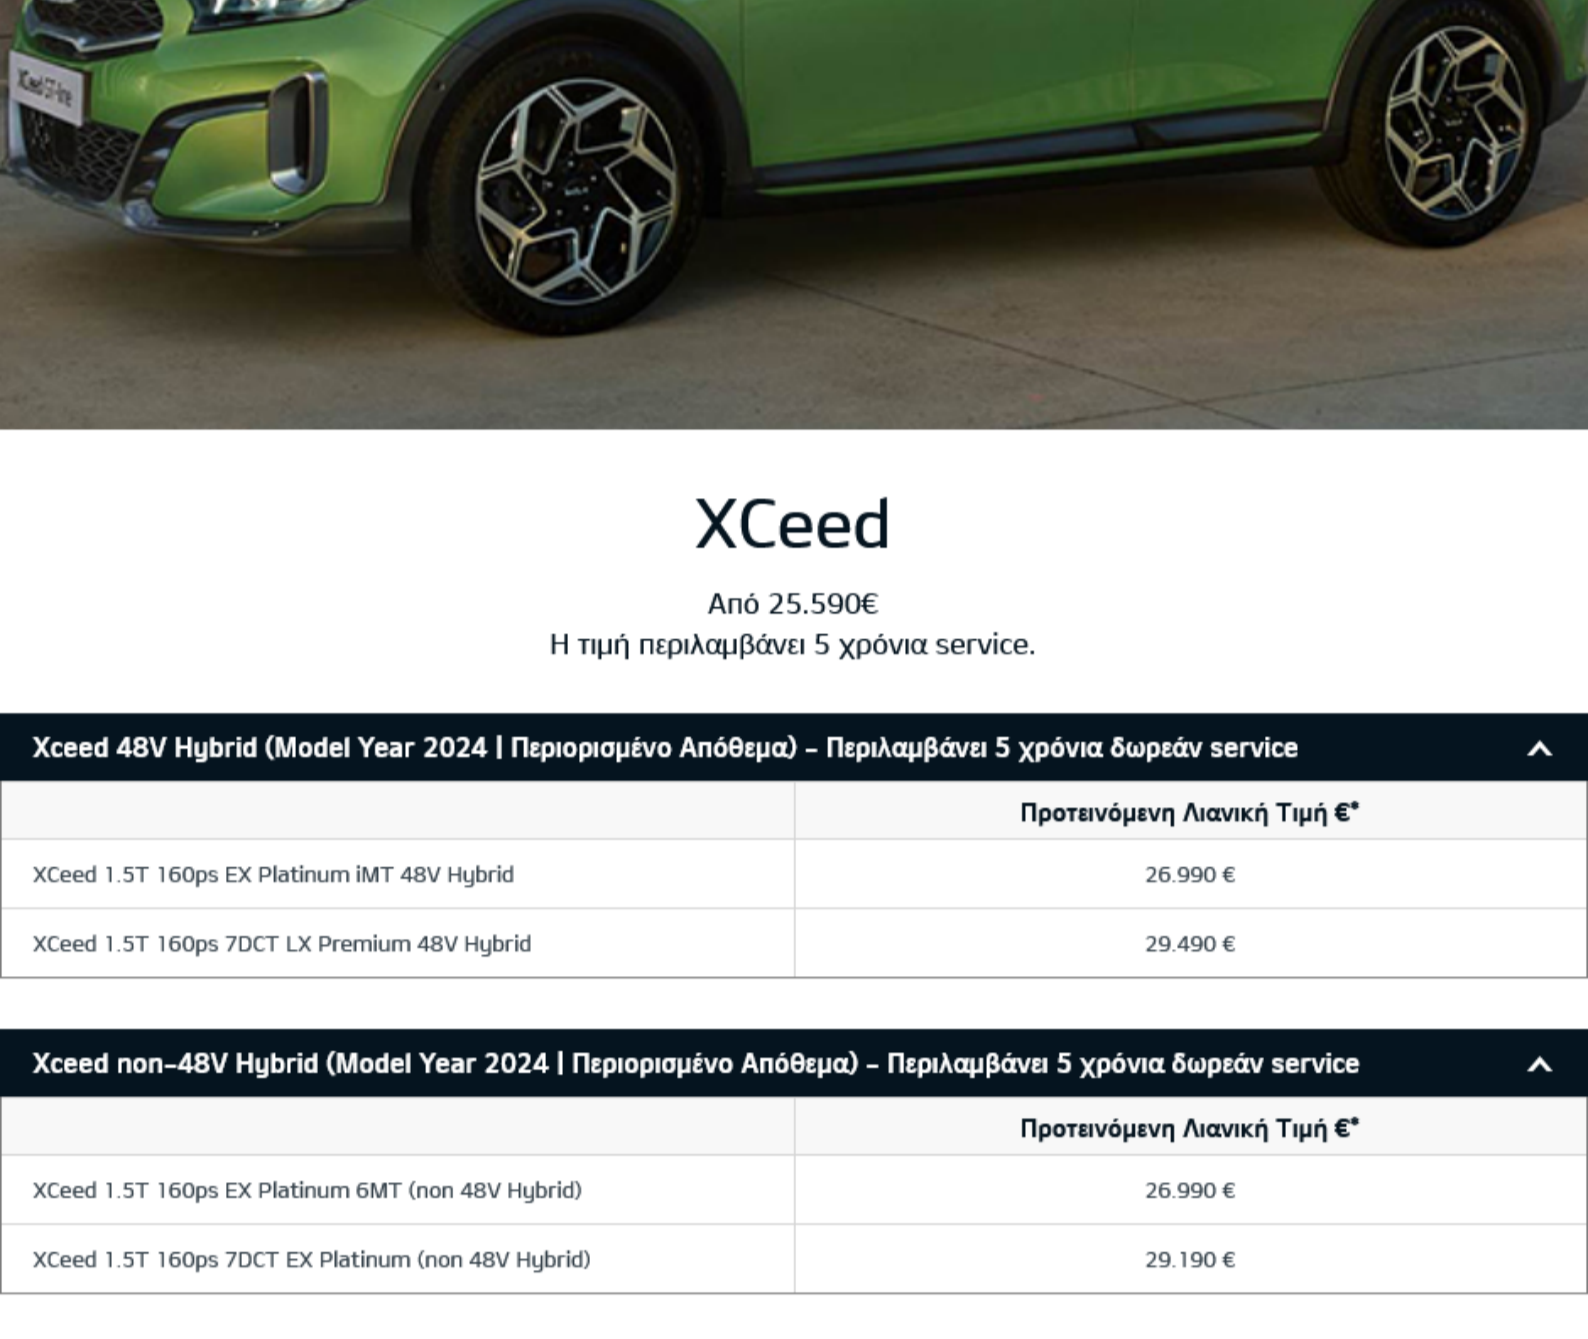 XCeed GT-line
XCeed
Από 25.590€
Η τιμή περιλαμβάνει 5 χρόνια service.
Xceed 48V Hybrid (Model Year 2024 | Περιορισμένο Απόθεμα) - Περιλαμβάνει 5 χρόνια δωρεάν service
Προτεινόμενη Λιανική Τιμή €*
XCeed 1.5T 160ps EX Platinum iMT 48V Hybrid 26.990 €
XCeed 1.5T 160ps 7DCT LX Premium 48V Hybrid 29.490 €
Xceed non-48V Hybrid (Model Year 2024 | Περιορισμένο Απόθεμα) - Περιλαμβάνει 5 χρόνια δωρεάν service
Προτεινόμενη Λιανική Τιμή €*
XCeed 1.5T 160ps EX Platinum 6MT (non 48V Hybrid) 26.990 €
XCeed 1.5T 160ps 7DCT EX Platinum (non 48V Hybrid) 29.190 €